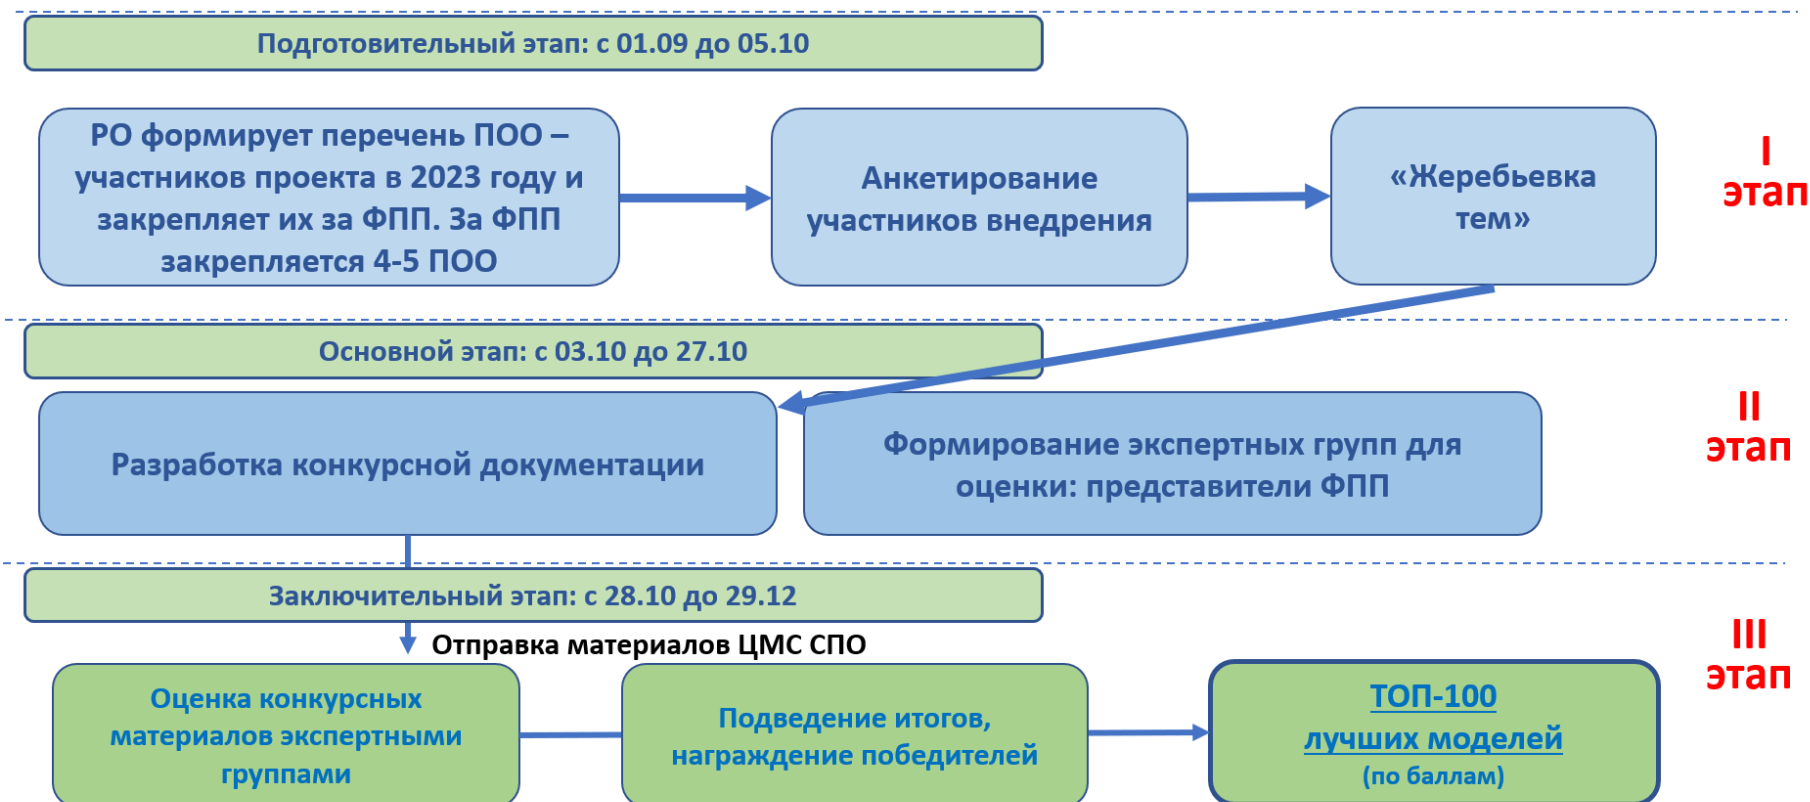 Подготовительный этап: с 01.09 до 05.10
РО формирует перечень ПОО –
участников проекта в 2023 году и
закрепляет их за ФПП. За ФПП
закрепляется 4-5 ПОО
Анкетирование
участников внедрения
«Жеребьевка
тем»
I
этап
Основной этап: с 03.10 до 27.10
Разработка конкурсной документации
Формирование экспертных групп для
оценки: представители ФПП
II
этап
Заключительный этап: с 28.10 до 29.12
Отправка материалов ЦМС СПО
Оценка конкурсных
материалов экспертными
группами
Подведение итогов,
награждение победителей
ТОП-100
лучших моделей
(по баллам)
III
этап